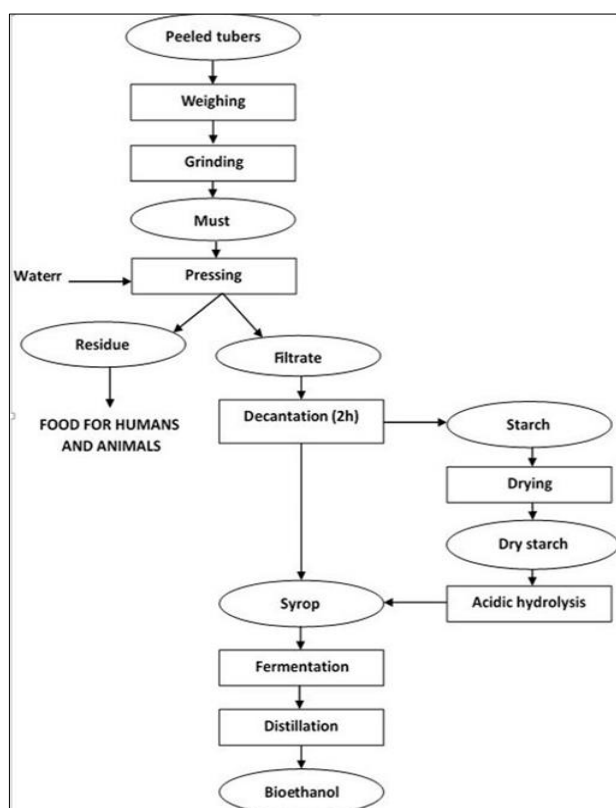 Peeled tubers
Weighing
Grinding
Must
Waterr
Pressing
Residue
Filtrate
FOOD FOR HUMANS
AND ANIMALS
Decantation (2h)
Starch
Drying
Dry starch
Acidic hydrolysis
Syrop
Fermentation
Distillation
Bioethanol